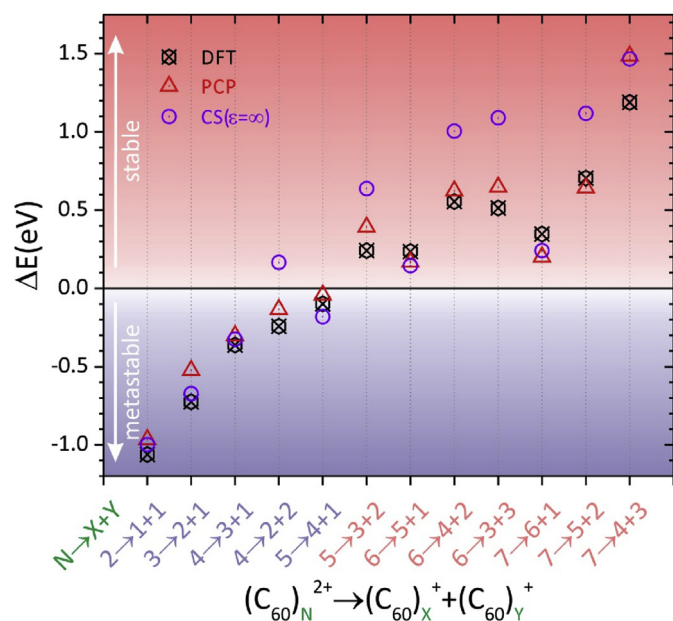 1.5
1.0
0.5
0.0
-0.5
-1.0
ΔE(eV)
stable
metastable
DFT
PCP
CS(ε=∞)
N→X+Y
2→1+1
3→2+1
4→3+1
4→2+2
5→4+1
5→3+2
6→5+1
6→4+2
6→3+3
7→6+1
7→5+2
7→4+3
(C₆₀)_N²⁺→(C₆₀)_X⁺+(C₆₀)_Y⁺